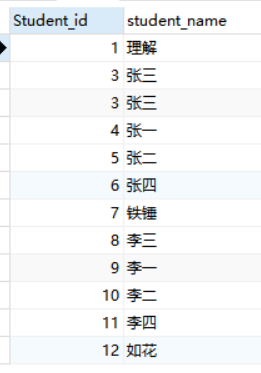 Student_id student_name
1 理解
3 张三
3 张三
4 张一
5 张二
6 张四
7 铁锤
8 李三
9 李一
10 李二
11 李四
12 如花